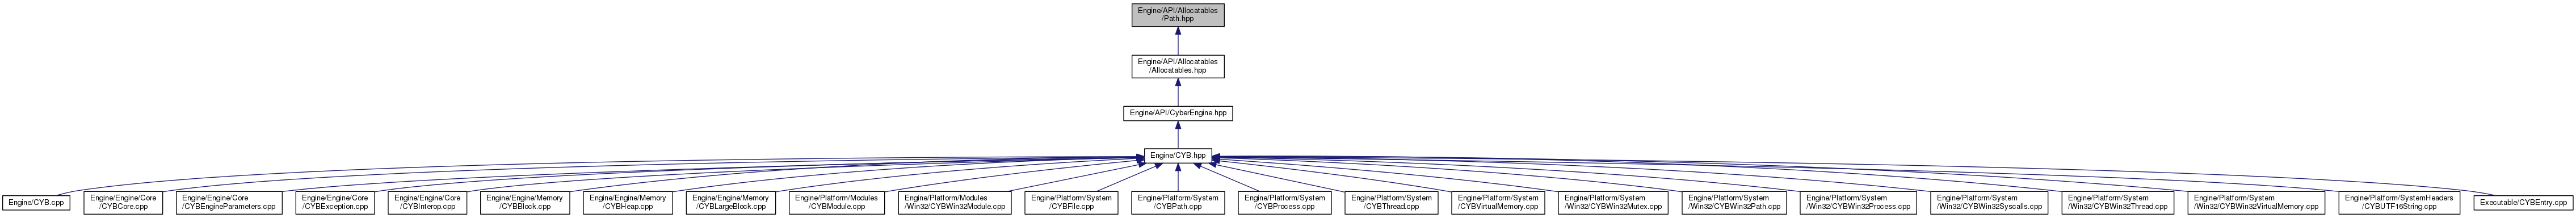 Engine/API/Allocatables
/Path.hpp
Engine/API/Allocatables
/Allocatables.hpp
Engine/API/CyberEngine.hpp
Engine/CYB.hpp
Engine/CYB.cpp
Engine/Engine/Core
/CYBCore.cpp
Engine/Engine/Core
/CYBEngineParameters.cpp
Engine/Engine/Core
/CYBException.cpp
Engine/Engine/Core
/CYBInterop.cpp
Engine/Engine/Memory
/CYBBlock.cpp
Engine/Engine/Memory
/CYBHeap.cpp
Engine/Engine/Memory
/CYBLargeBlock.cpp
Engine/Platform/Modules
/CYBModule.cpp
Engine/Platform/Modules
/Win32/CYBWin32Module.cpp
Engine/Platform/System
/CYBFile.cpp
Engine/Platform/System
/CYBPath.cpp
Engine/Platform/System
/CYBProcess.cpp
Engine/Platform/System
/CYBThread.cpp
Engine/Platform/System
/CYBVirtualMemory.cpp
Engine/Platform/System
/Win32/CYBWin32Mutex.cpp
Engine/Platform/System
/Win32/CYBWin32Path.cpp
Engine/Platform/System
/Win32/CYBWin32Process.cpp
Engine/Platform/System
/Win32/CYBWin32Syscalls.cpp
Engine/Platform/System
/Win32/CYBWin32Thread.cpp
Engine/Platform/System
/Win32/CYBWin32VirtualMemory.cpp
Engine/Platform/SystemHeaders
/CYBUTF16String.cpp
Executable/CYBEntry.cpp